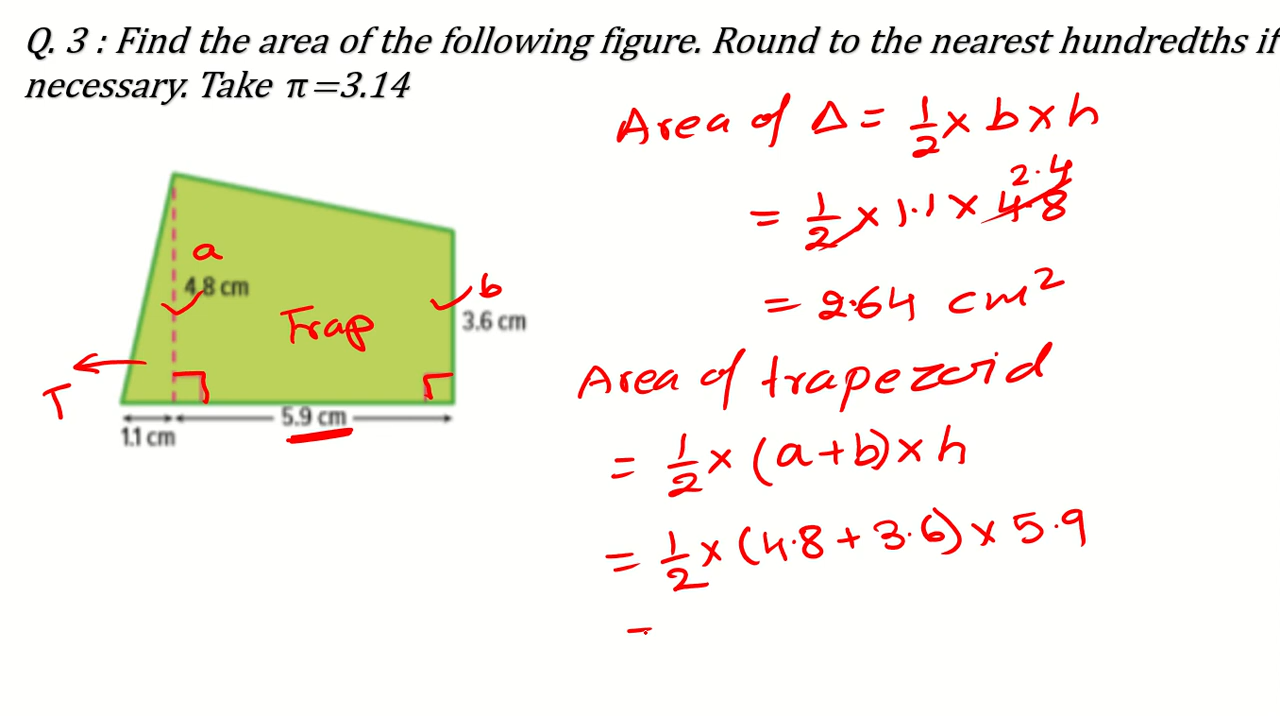 Q. 3 : Find the area of the following figure. Round to the nearest hundredths if
necessary. Take π=3.14
Area of Δ = 1/2 × b × h
2.4
= 1/2 × 1.1 × 4.8
= 2.64 cm²
Area of trapezoid
= 1/2 × (a+b) × h
= 1/2 × (4.8 + 3.6) × 5.9
=
a
4.8 cm
b
3.6 cm
Trap
T
5.9 cm
1.1 cm